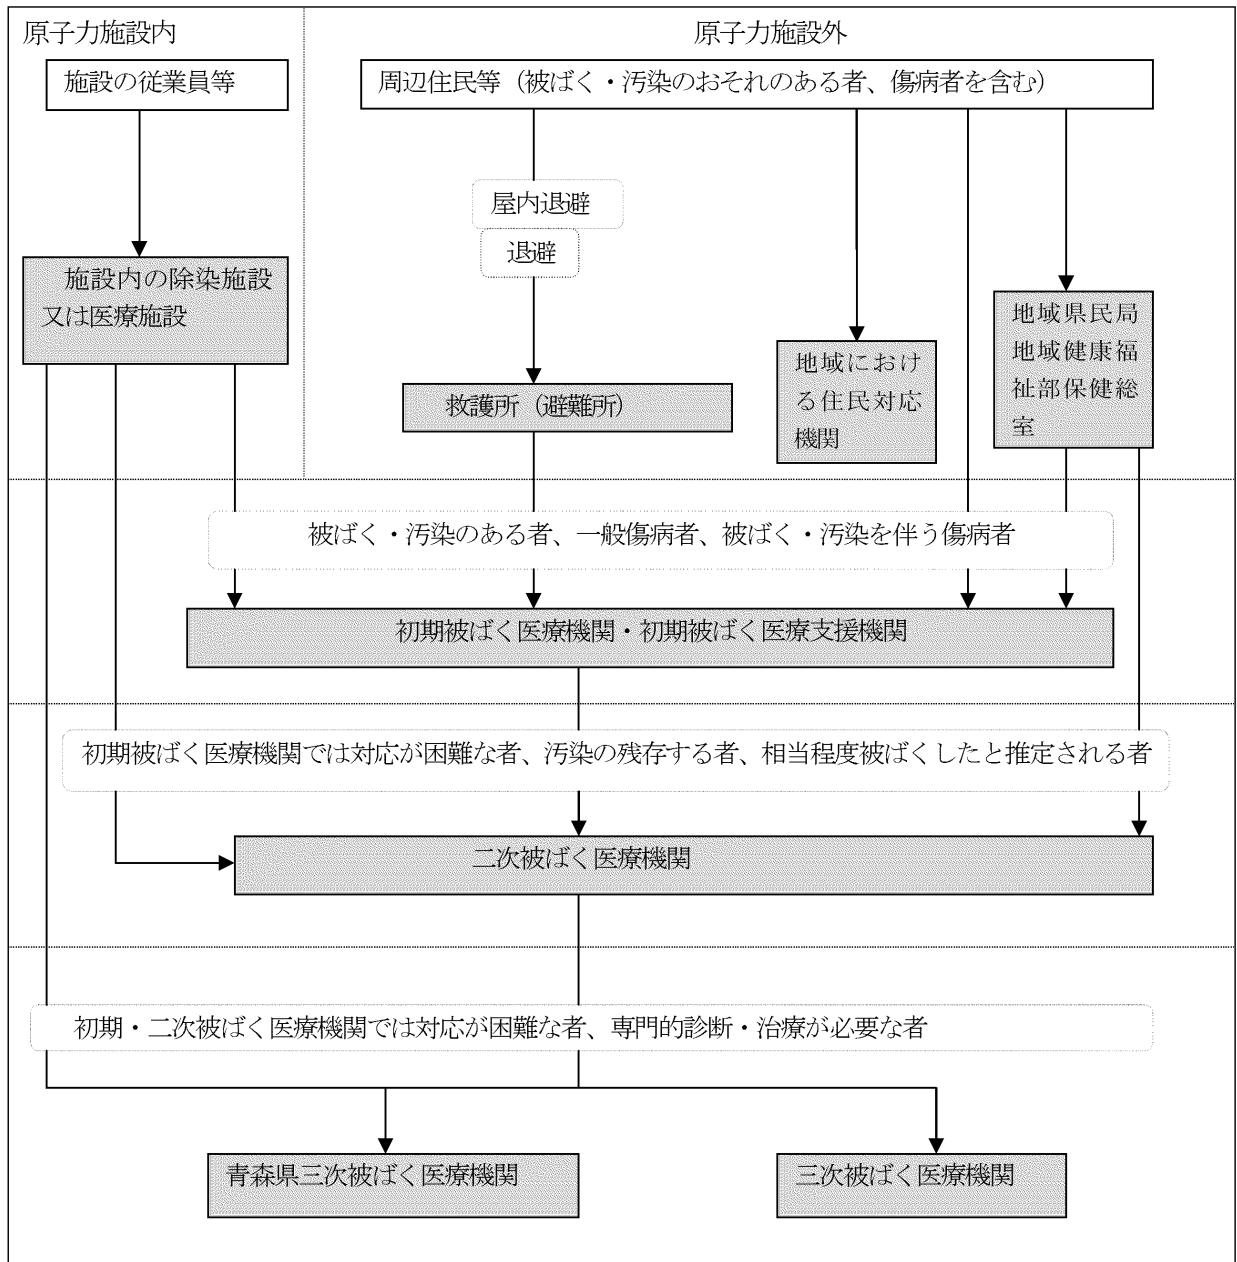 原子力施設内
原子力施設外
施設の従業員等
周辺住民等（被ばく・汚染のおそれのある者、傷病者を含む）
屋内退避
退避
施設内の除染施設
又は医療施設
救護所（避難所）
地域におけ
る住民対応
機関
地域県民局
地域健康福
祉部保健総
室
被ばく・汚染のある者、一般傷病者、被ばく・汚染を伴う傷病者
初期被ばく医療機関・初期被ばく医療支援機関
初期被ばく医療機関では対応が困難な者、汚染の残存する者、相当程度被ばくしたと推定される者
二次被ばく医療機関
初期・二次被ばく医療機関では対応が困難な者、専門的診断・治療が必要な者
青森県三次被ばく医療機関
三次被ばく医療機関